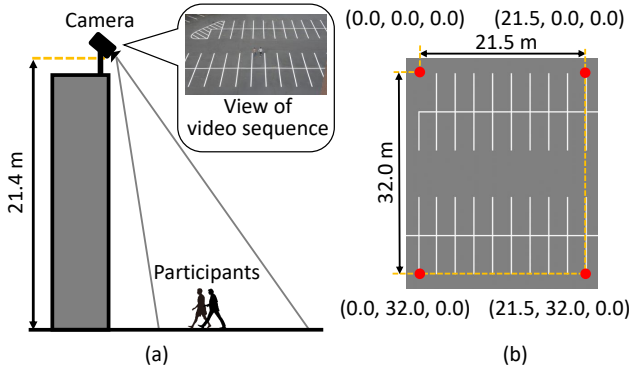 Camera
View of
video sequence
21.4 m
Participants
(a)
(0.0, 0.0, 0.0)
(21.5, 0.0, 0.0)
21.5 m
32.0 m
(0.0, 32.0, 0.0)
(21.5, 32.0, 0.0)
(b)